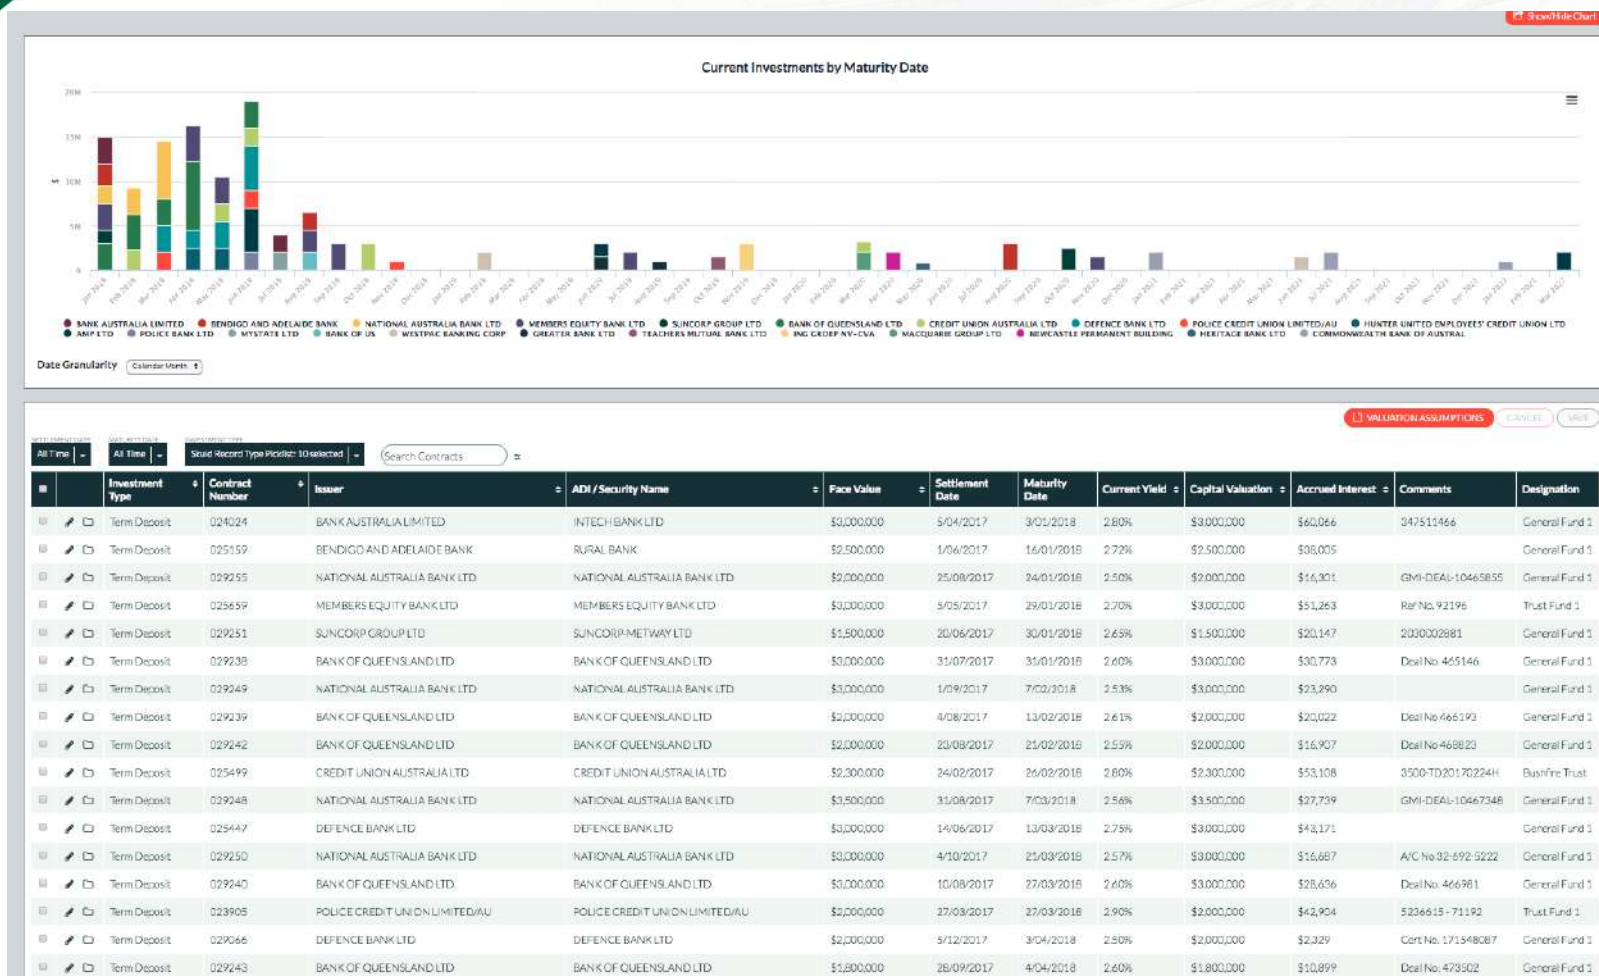 Show/Hide Chart
Current Investments by Maturity Date
20M
15M
$ 10M
5M
0
Jan 2018 Feb 2018 Mar 2018 Apr 2018 May 2018 Jun 2018 Jul 2018 Aug 2018 Sep 2018 Oct 2018 Nov 2018 Dec 2018
BANK AUSTRALIA LIMITED BENDIGO AND ADELAIDE BANK NATIONAL AUSTRALIA BANK LTD MEMBERS EQUITY BANK LTD SUNCORP GROUP LTD BANK OF QUEENSLAND LTD CREDIT UNION AUSTRALIA LTD DEFENCE BANK LTD POLICE CREDIT UNION LIMITED/AU HUNTER UNITED EMPLOYEES' CREDIT UNION LTD
AMP LTD POLICE BANK LTD MYSTATE LTD BANK OF US WESTPAC BANKING CORP GREATER BANK LTD TEACHERS MUTUAL BANK LTD ING GROEP NV-CVA MACQUARIE GROUP LTD NEWCASTLE PERMANENT BUILDING HERITAGE BANK LTD COMMONWEALTH BANK OF AUSTRAL
Date Granularity Calendar Month
VALUATION ASSUMPTIONS CANCEL SAVE
SETTLEMENT DATE MATURITY DATE INVESTMENT TYPE
All Time All Time Skuid Record Type Picklist: 10 selected Search Contracts
Investment Type Contract Number Issuer ADI / Security Name Face Value Settlement Date Maturity Date Current Yield Capital Valuation Accrued Interest Comments Designation
Term Deposit 024024 BANK AUSTRALIA LIMITED INTECH BANK LTD $3,000,000 5/04/2017 3/01/2018 2.80% $3,000,000 $60,066 347511466 General Fund 1
Term Deposit 025159 BENDIGO AND ADELAIDE BANK RURAL BANK $2,500,000 1/06/2017 16/01/2018 2.72% $2,500,000 $38,005 General Fund 1
Term Deposit 029255 NATIONAL AUSTRALIA BANK LTD NATIONAL AUSTRALIA BANK LTD $2,000,000 25/08/2017 24/01/2018 2.50% $2,000,000 $16,301 GMI-DEAL-10465855 General Fund 1
Term Deposit 025659 MEMBERS EQUITY BANK LTD MEMBERS EQUITY BANK LTD $3,000,000 5/05/2017 29/01/2018 2.70% $3,000,000 $51,263 Ref No. 92196 Trust Fund 1
Term Deposit 029251 SUNCORP GROUP LTD SUNCORP-METWAY LTD $1,500,000 20/06/2017 30/01/2018 2.65% $1,500,000 $20,147 2030002881 General Fund 1
Term Deposit 029238 BANK OF QUEENSLAND LTD BANK OF QUEENSLAND LTD $3,000,000 31/07/2017 31/01/2018 2.60% $3,000,000 $30,773 Deal No. 465146 General Fund 1
Term Deposit 029249 NATIONAL AUSTRALIA BANK LTD NATIONAL AUSTRALIA BANK LTD $3,000,000 1/09/2017 7/02/2018 2.53% $3,000,000 $23,290 General Fund 1
Term Deposit 029239 BANK OF QUEENSLAND LTD BANK OF QUEENSLAND LTD $2,000,000 4/08/2017 13/02/2018 2.61% $2,000,000 $20,022 Deal No 466193 General Fund 1
Term Deposit 029242 BANK OF QUEENSLAND LTD BANK OF QUEENSLAND LTD $2,000,000 23/08/2017 21/02/2018 2.55% $2,000,000 $16,907 Deal No 468823 General Fund 1
Term Deposit 025499 CREDIT UNION AUSTRALIA LTD CREDIT UNION AUSTRALIA LTD $2,300,000 24/02/2017 26/02/2018 2.80% $2,300,000 $53,108 3500-TD20170224H Bushfire Trust
Term Deposit 029248 NATIONAL AUSTRALIA BANK LTD NATIONAL AUSTRALIA BANK LTD $3,500,000 31/08/2017 7/03/2018 2.56% $3,500,000 $27,739 GMI-DEAL-10467348 General Fund 1
Term Deposit 025447 DEFENCE BANK LTD DEFENCE BANK LTD $3,000,000 14/06/2017 13/03/2018 2.75% $3,000,000 $43,171 General Fund 1
Term Deposit 029250 NATIONAL AUSTRALIA BANK LTD NATIONAL AUSTRALIA BANK LTD $3,000,000 4/10/2017 21/03/2018 2.57% $3,000,000 $16,687 A/C No 32-692-5222 General Fund 1
Term Deposit 029240 BANK OF QUEENSLAND LTD BANK OF QUEENSLAND LTD $3,000,000 10/08/2017 27/03/2018 2.60% $3,000,000 $28,636 Deal No. 466981 General Fund 1
Term Deposit 023905 POLICE CREDIT UNION LIMITED/AU POLICE CREDIT UNION LIMITED/AU $2,000,000 27/03/2017 27/03/2018 2.90% $2,000,000 $42,904 5236615 - 71192 Trust Fund 1
Term Deposit 029066 DEFENCE BANK LTD DEFENCE BANK LTD $2,000,000 5/12/2017 3/04/2018 2.50% $2,000,000 $2,329 Cert No. 171548087 General Fund 1
Term Deposit 029243 BANK OF QUEENSLAND LTD BANK OF QUEENSLAND LTD $1,800,000 28/09/2017 4/04/2018 2.60% $1,800,000 $10,899 Deal No: 473502 General Fund 1